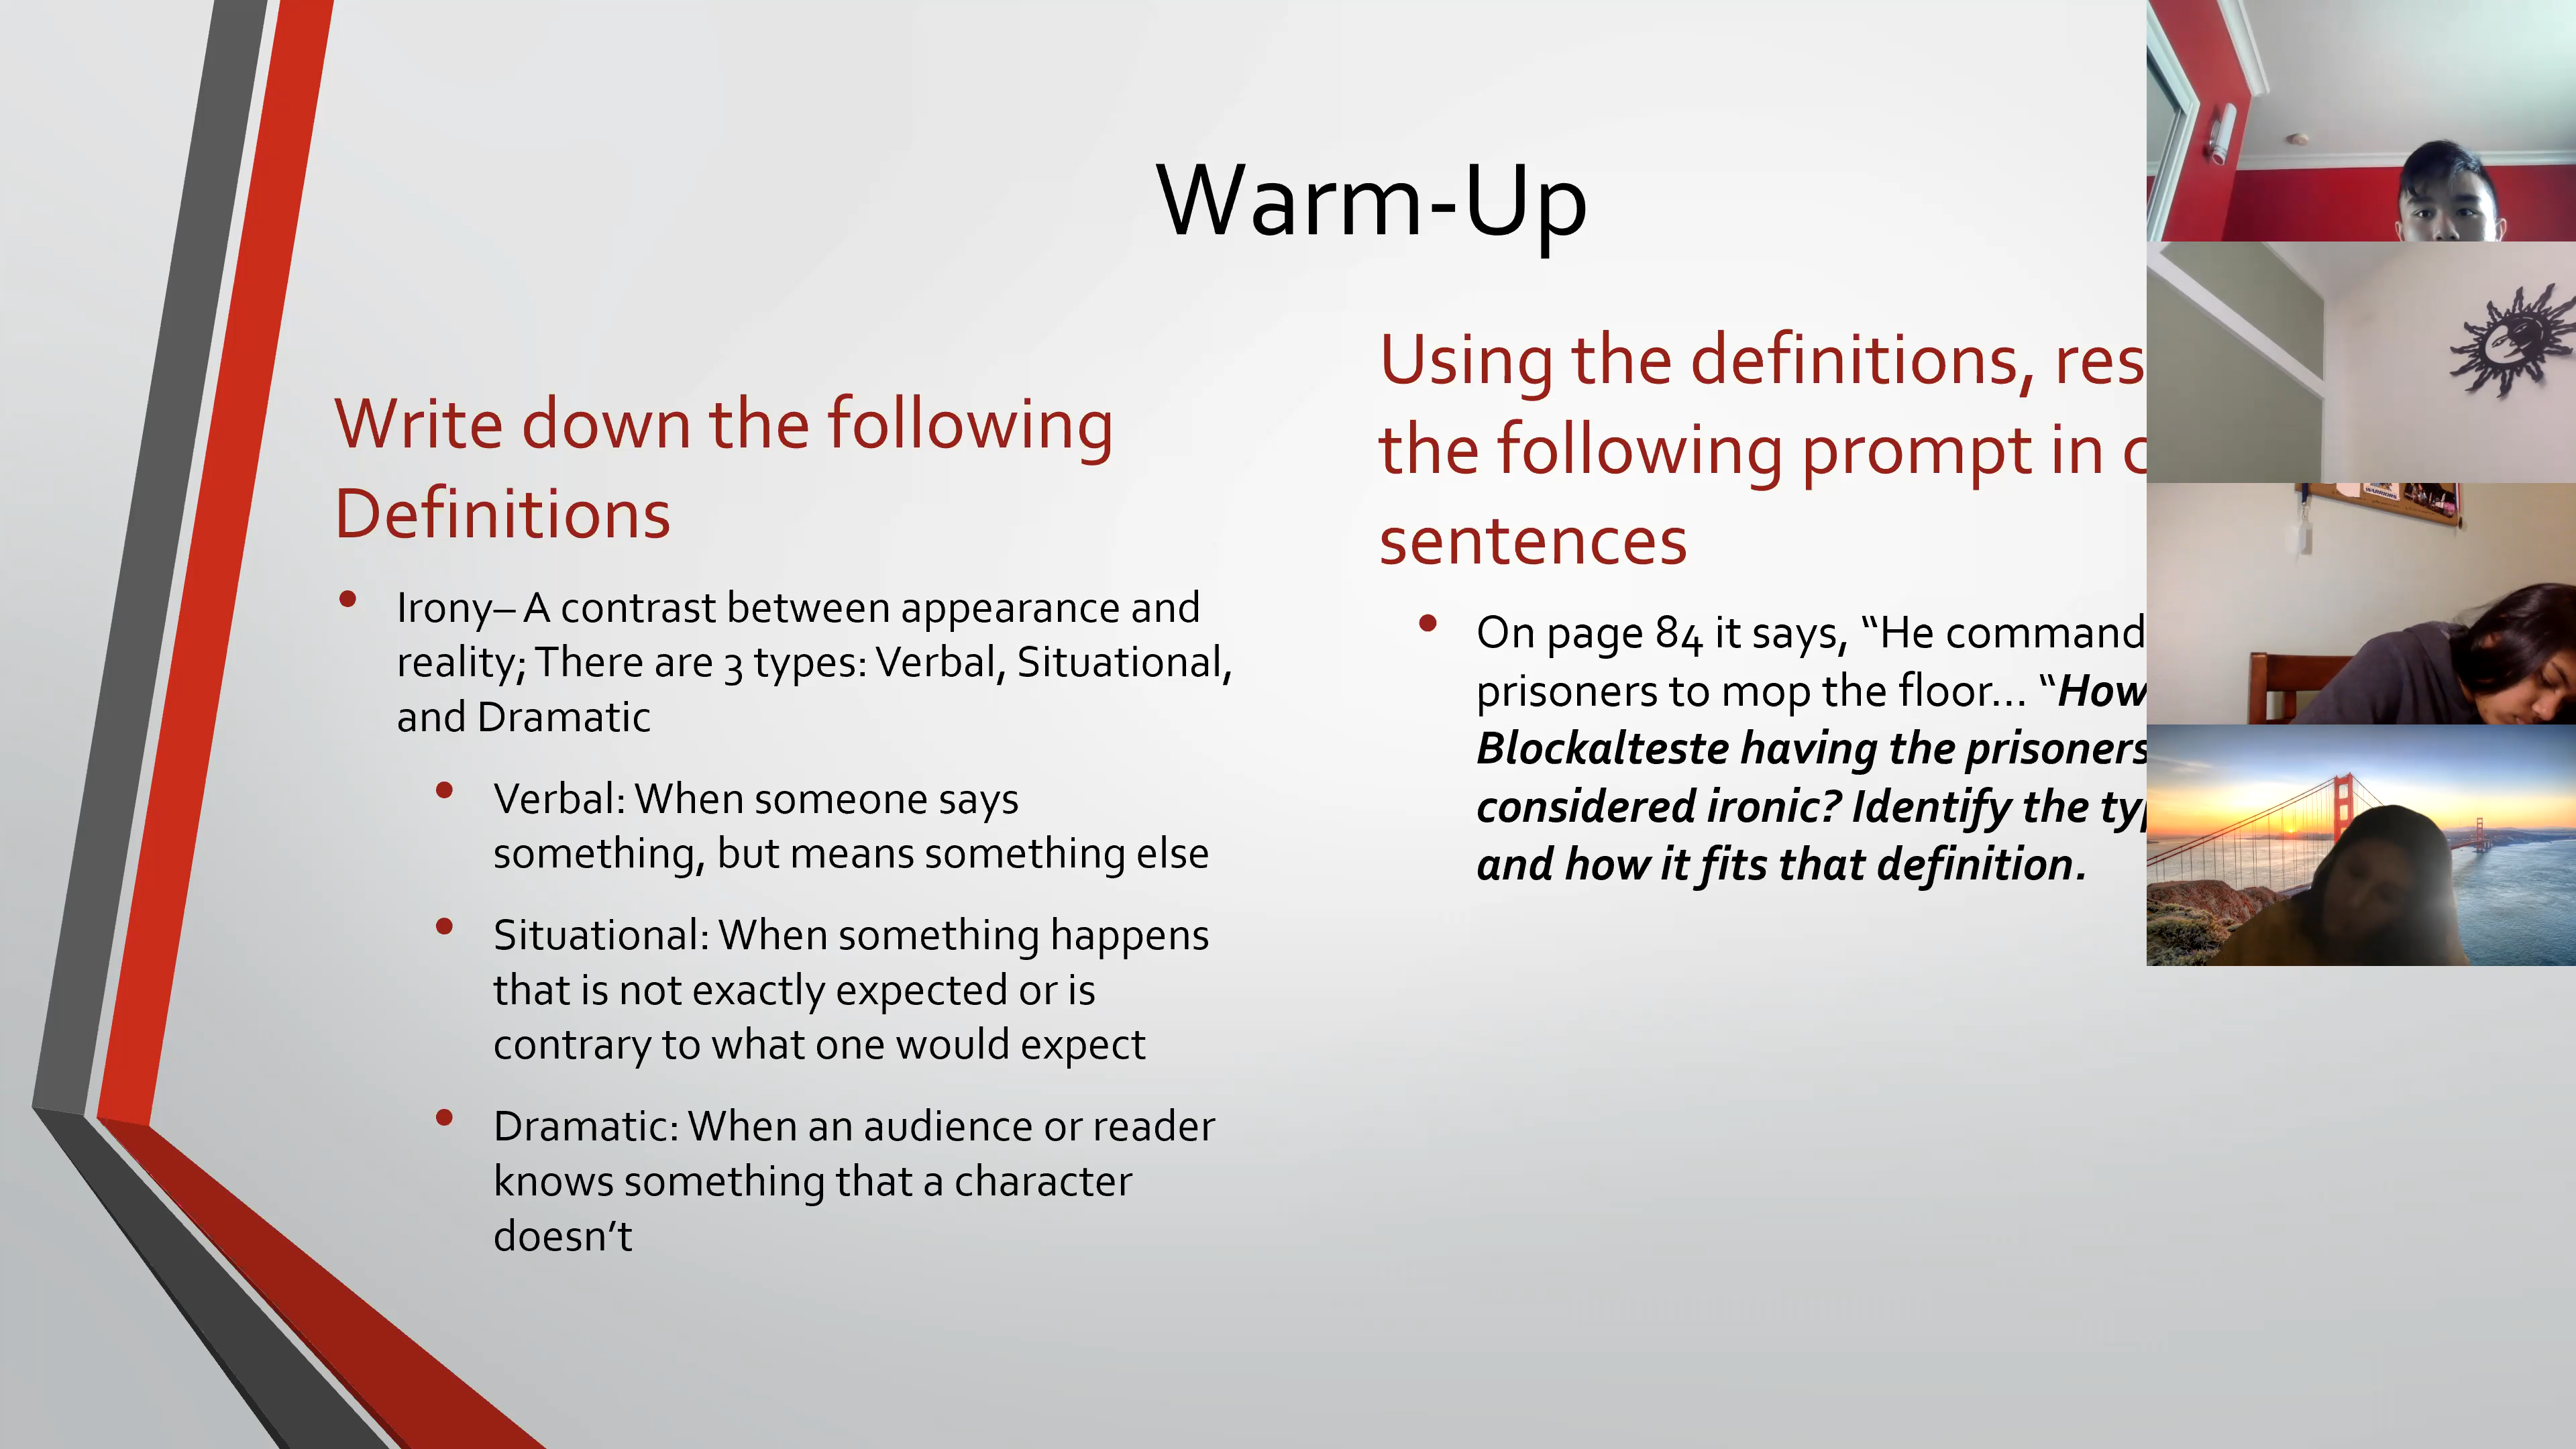 Warm-Up
Write down the following
Definitions
Irony– A contrast between appearance and
reality; There are 3 types: Verbal, Situational,
and Dramatic
Verbal: When someone says
something, but means something else
Situational: When something happens
that is not exactly expected or is
contrary to what one would expect
Dramatic: When an audience or reader
knows something that a character
doesn’t
Using the definitions, res
the following prompt in
sentences
On page 84 it says, “He command
prisoners to mop the floor… “How
Blockalteste having the prisoners
considered ironic? Identify the ty
and how it fits that definition.
WARRIORS